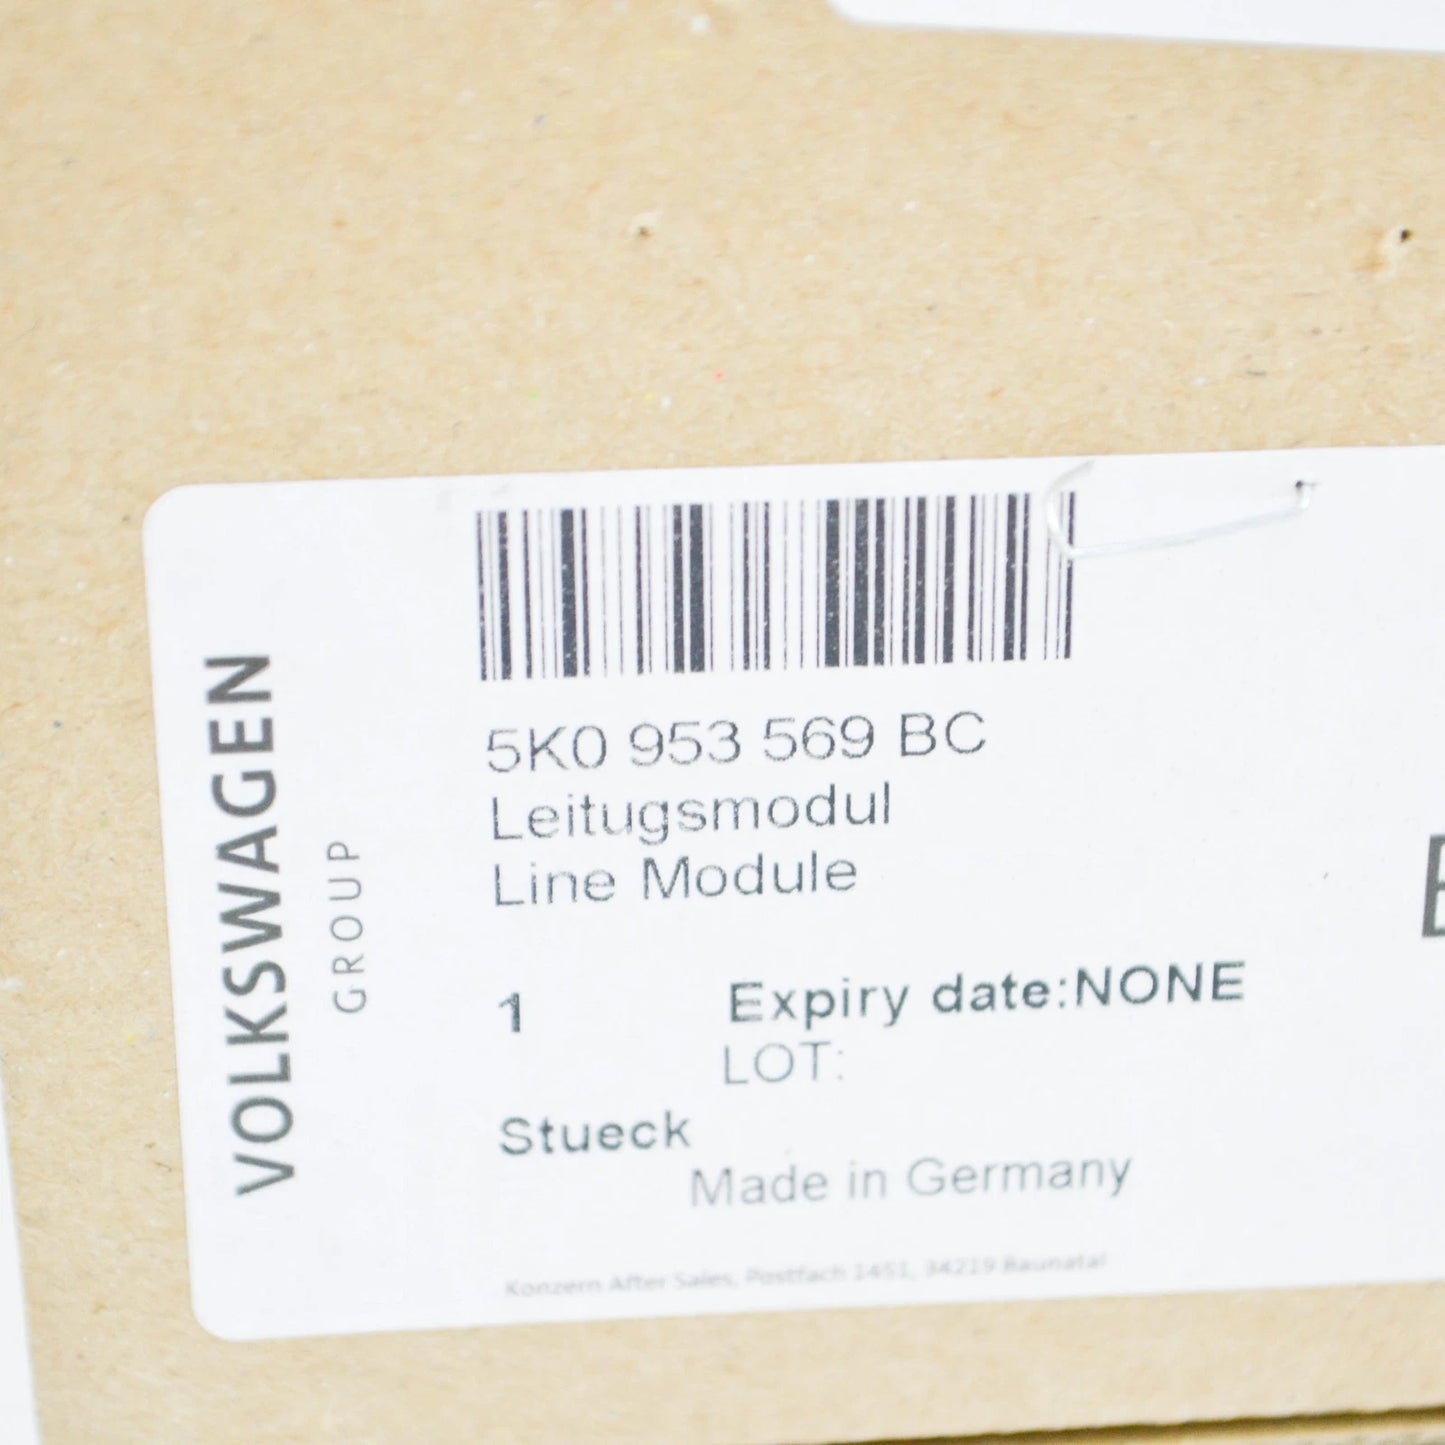 VOLKSWAGEN
GROUP
5K0 953 569 BC
Leitugsmodul
Line Module
1 Expiry date:NONE
LOT:
Stueck
Made in Germany
Konzern After Sales, Postfach 1451, 34219 Baunatal